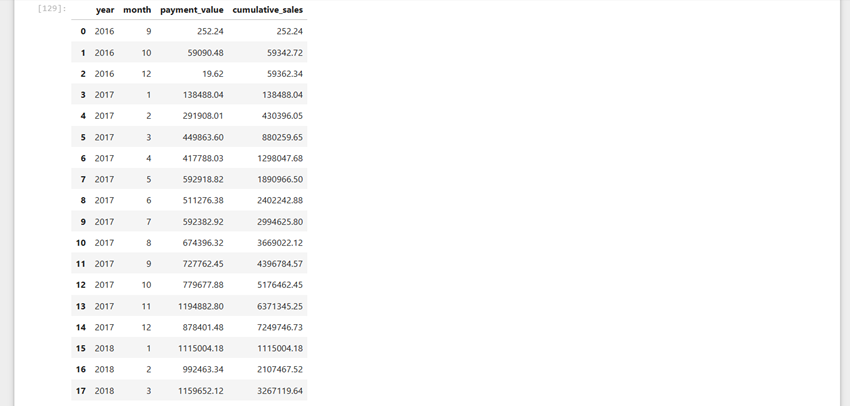 [129]:
year month payment_value cumulative_sales
0 2016 9 252.24 252.24
1 2016 10 59090.48 59342.72
2 2016 12 19.62 59362.34
3 2017 1 138488.04 138488.04
4 2017 2 291908.01 430396.05
5 2017 3 449863.60 880259.65
6 2017 4 417788.03 1298047.68
7 2017 5 592918.82 1890966.50
8 2017 6 511276.38 2402242.88
9 2017 7 592382.92 2994625.80
10 2017 8 674396.32 3669022.12
11 2017 9 727762.45 4396784.57
12 2017 10 779677.88 5176462.45
13 2017 11 1194882.80 6371345.25
14 2017 12 878401.48 7249746.73
15 2018 1 1115004.18 1115004.18
16 2018 2 992463.34 2107467.52
17 2018 3 1159652.12 3267119.64